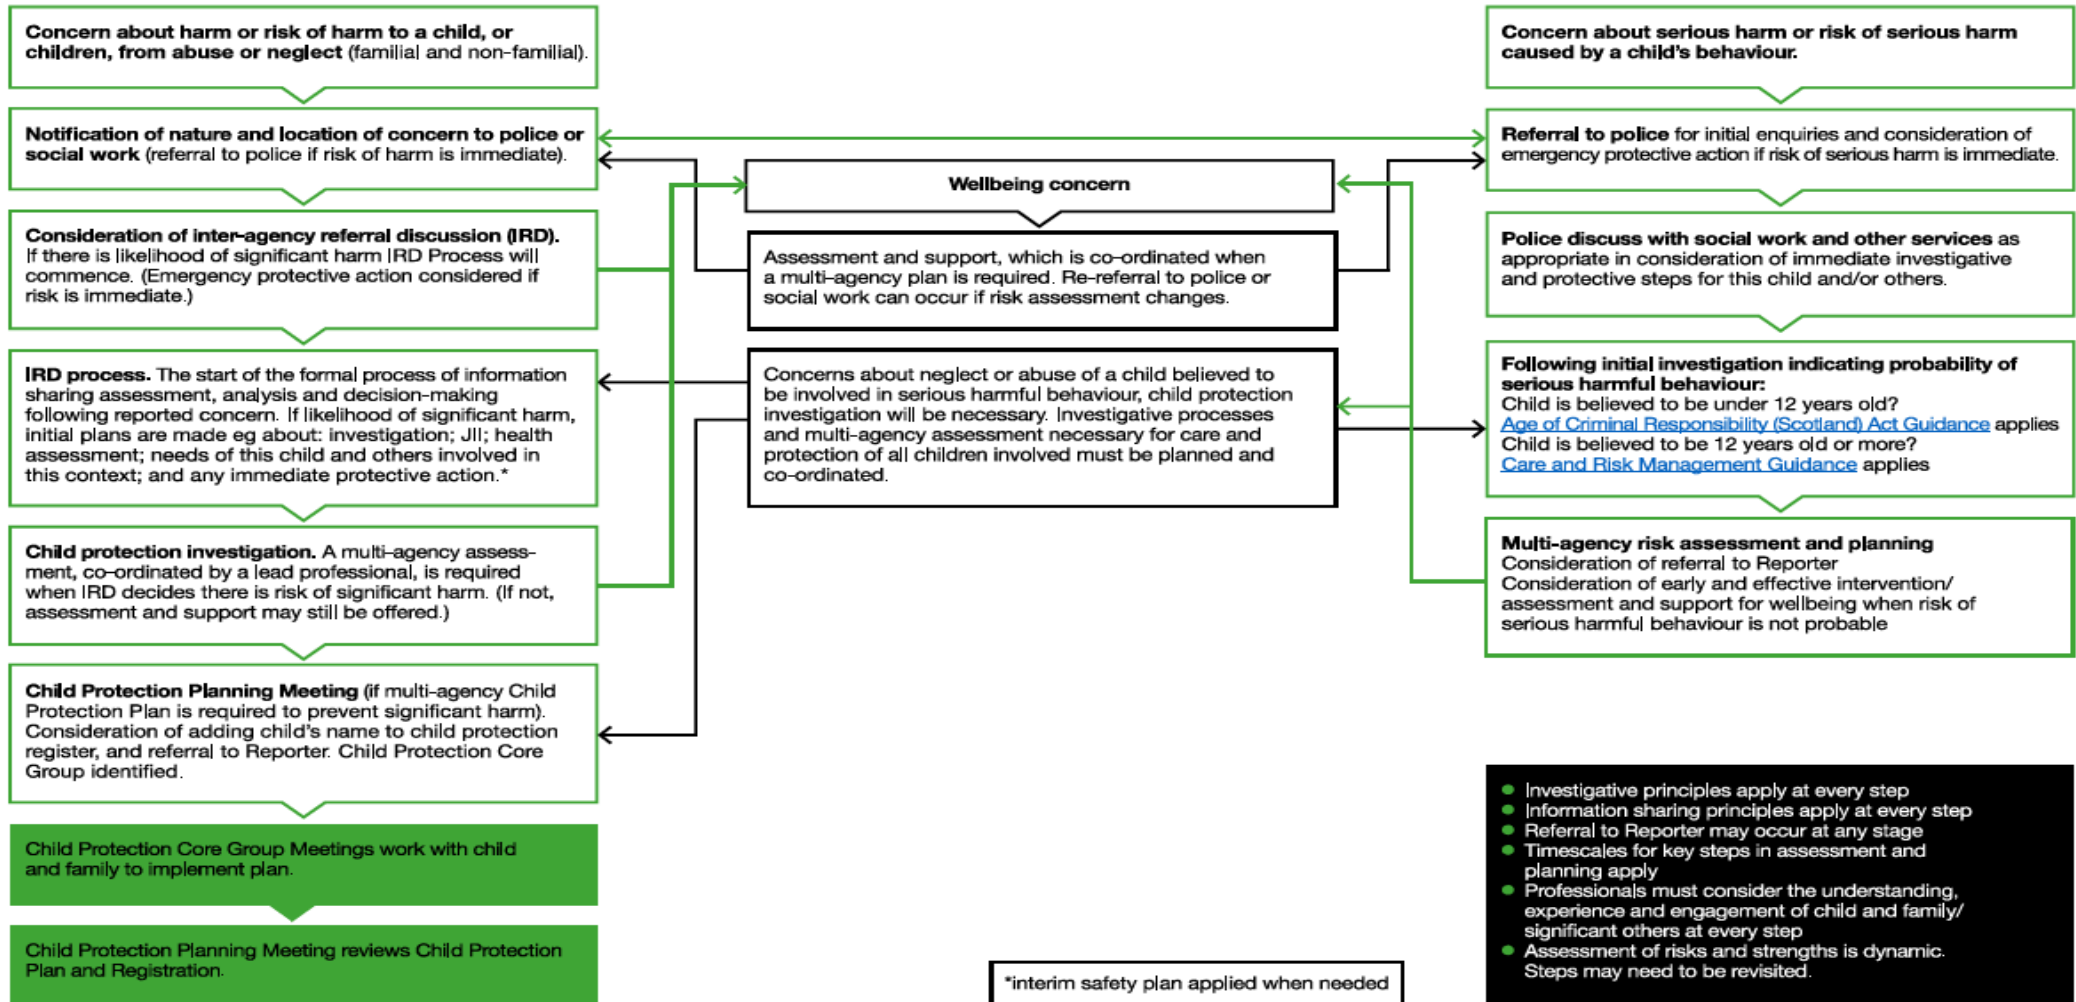 Concern about harm or risk of harm to a child, or
children, from abuse or neglect (familial and non-familial).
Notification of nature and location of concern to police or
social work (referral to police if risk of harm is immediate).
Consideration of inter-agency referral discussion (IRD).
If there is likelihood of significant harm IRD Process will
commence. (Emergency protective action considered if
risk is immediate.)
IRD process. The start of the formal process of information
sharing assessment, analysis and decision-making
following reported concern. If likelihood of significant harm,
initial plans are made eg about: investigation; JII; health
assessment; needs of this child and others involved in
this context; and any immediate protective action.*
Child protection investigation. A multi-agency assess-
ment, co-ordinated by a lead professional, is required
when IRD decides there is risk of significant harm. (If not,
assessment and support may still be offered.)
Child Protection Planning Meeting (if multi-agency Child
Protection Plan is required to prevent significant harm).
Consideration of adding child's name to child protection
register, and referral to Reporter. Child Protection Core
Group identified.
Child Protection Core Group Meetings work with child
and family to implement plan.
Child Protection Planning Meeting reviews Child Protection
Plan and Registration.
Wellbeing concern
Assessment and support, which is co-ordinated when
a multi-agency plan is required. Re-referral to police or
social work can occur if risk assessment changes.
Concerns about neglect or abuse of a child believed to
be involved in serious harmful behaviour, child protection
investigation will be necessary. Investigative processes
and multi-agency assessment necessary for care and
protection of all children involved must be planned and
co-ordinated.
*interim safety plan applied when needed
Concern about serious harm or risk of serious harm
caused by a child's behaviour.
Referral to police for initial enquiries and consideration of
emergency protective action if risk of serious harm is immediate.
Police discuss with social work and other services as
appropriate in consideration of immediate investigative
and protective steps for this child and/or others.
Following initial investigation indicating probability of
serious harmful behaviour:
Child is believed to be under 12 years old?
Age of Criminal Responsibility (Scotland) Act Guidance applies
Child is believed to be 12 years old or more?
Care and Risk Management Guidance applies
Multi-agency risk assessment and planning
Consideration of referral to Reporter
Consideration of early and effective intervention/
assessment and support for wellbeing when risk of
serious harmful behaviour is not probable
● Investigative principles apply at every step
● Information sharing principles apply at every step
● Referral to Reporter may occur at any stage
● Timescales for key steps in assessment and
planning apply
● Professionals must consider the understanding,
experience and engagement of child and family/
significant others at every step
● Assessment of risks and strengths is dynamic.
Steps may need to be revisited.